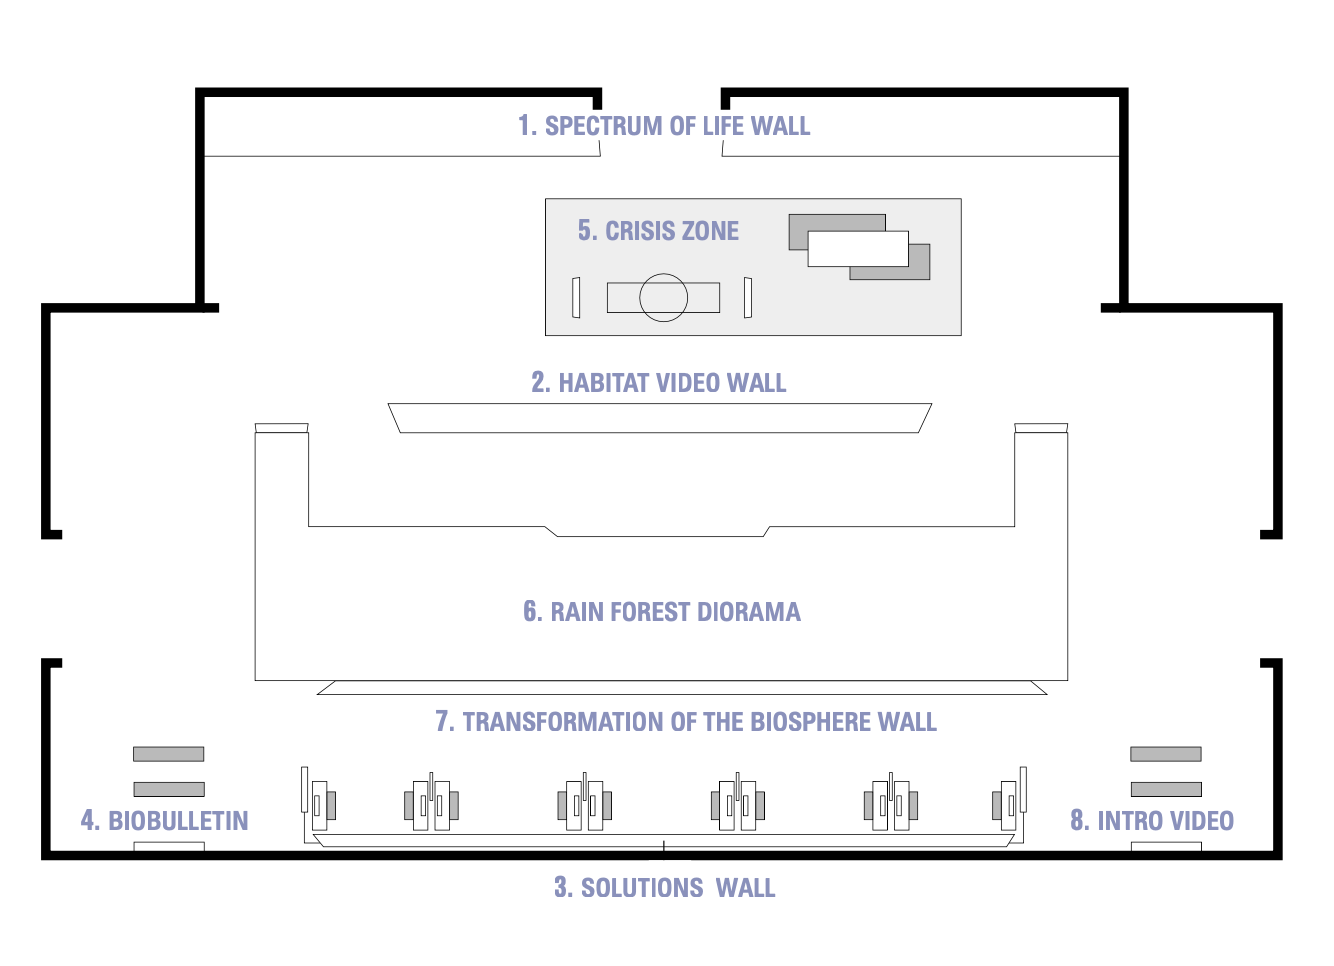 1. SPECTRUM OF LIFE WALL
5. CRISIS ZONE
2. HABITAT VIDEO WALL
6. RAIN FOREST DIORAMA
7. TRANSFORMATION OF THE BIOSPHERE WALL
4. BIOBULLETIN
8. INTRO VIDEO
3. SOLUTIONS WALL